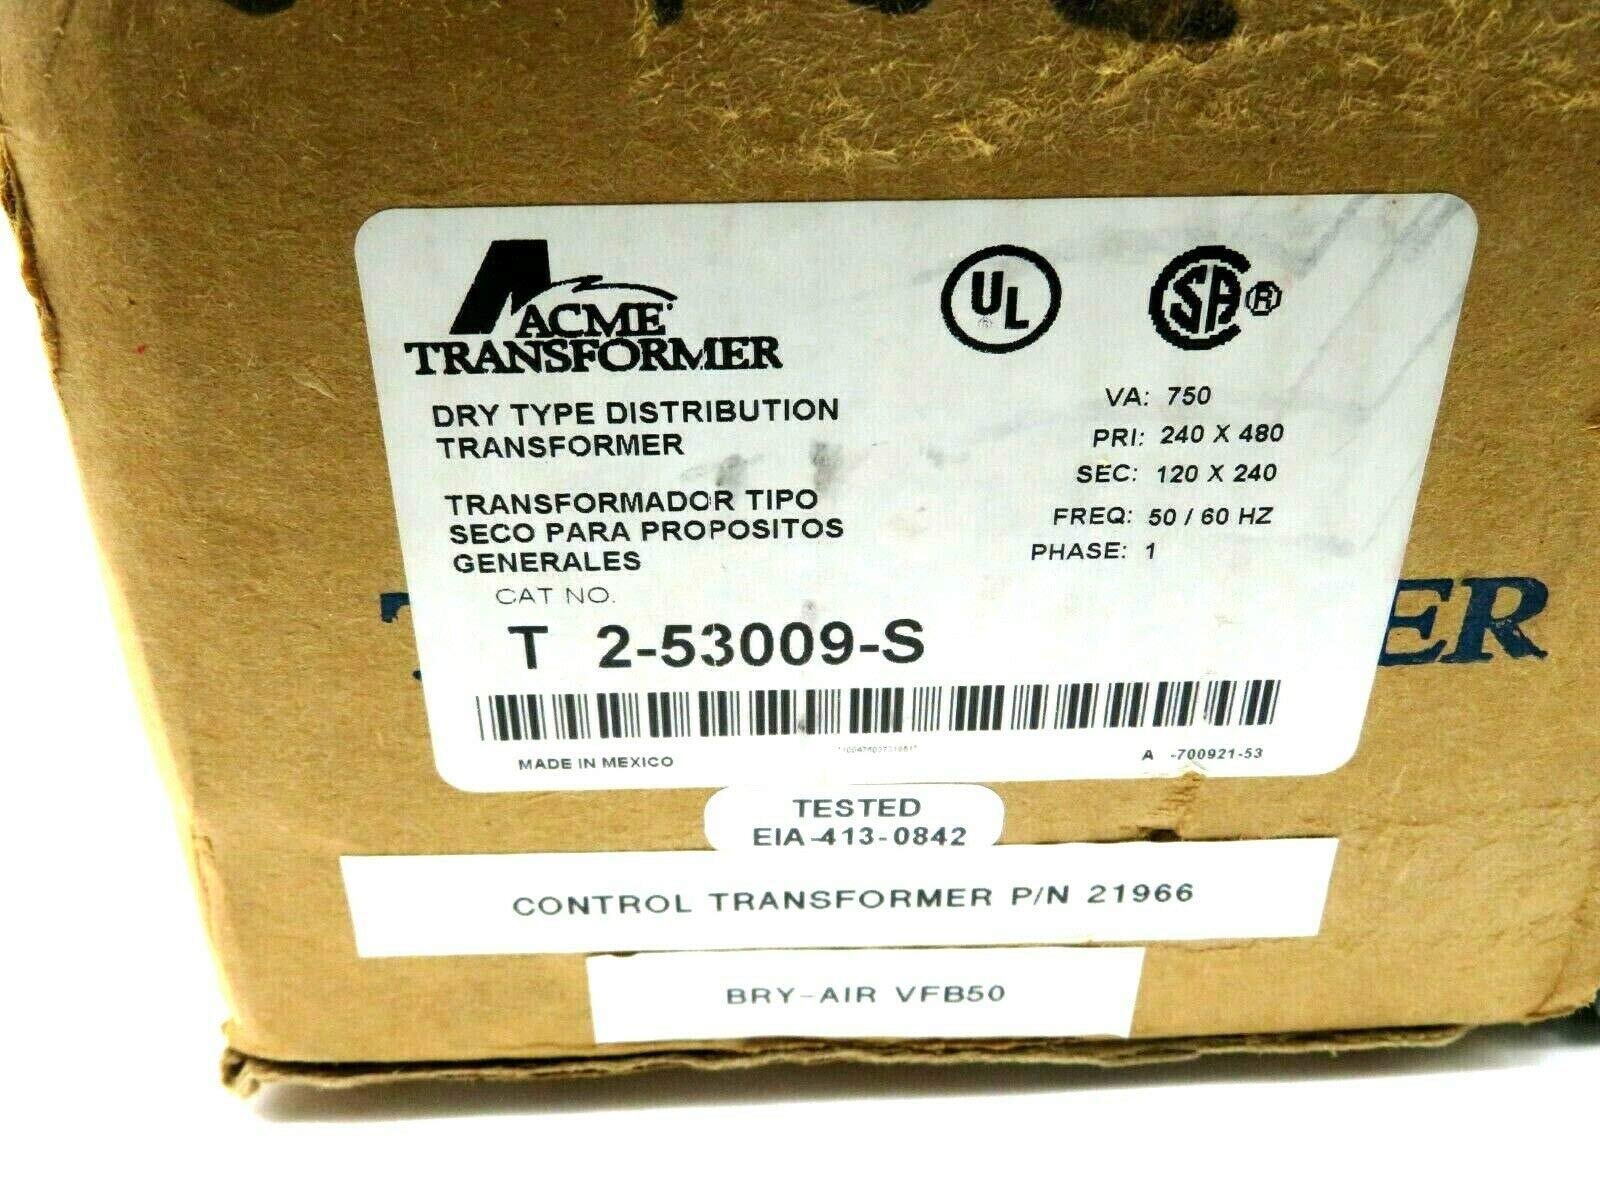 ACME
TRANSFORMER
UL
SA ®
DRY TYPE DISTRIBUTION
TRANSFORMER
TRANSFORMADOR TIPO
SECO PARA PROPOSITOS
GENERALES
VA: 750
PRI: 240 X 480
SEC: 120 X 240
FREQ: 50 / 60 HZ
PHASE: 1
CAT NO.
T 2-53009-S
ER
MADE IN MEXICO
A -700921-53
TESTED
EIA-413-0842
CONTROL TRANSFORMER P/N 21966
BRY-AIR VFB50